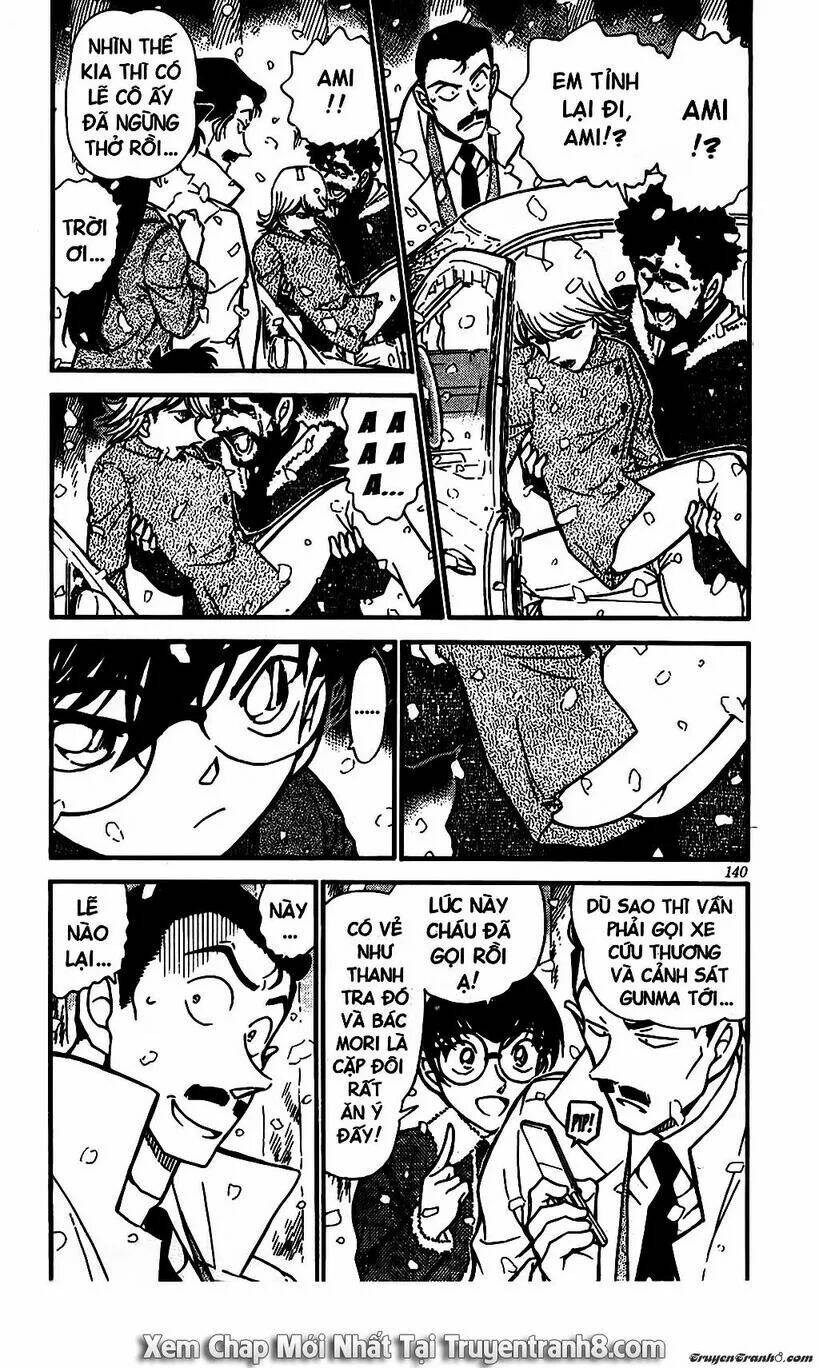 AMI
!?
EM TỈNH
LẠI ĐI,
AMI!?
AMI
!!
NHÌN THẾ
KIA THÌ CÓ
LẼ CÔ ẤY
ĐÃ NGỪNG
THỞ RỒI...
TRỜI
ƠI...
A A
A A
A A...
......
140
DÙ SAO THÌ VẪN
PHẢI GỌI XE
CỨU THƯƠNG
VÀ CẢNH SÁT
GUNMA TỚI...
PIP!
LÚC NÀY
CHÁU ĐÃ
GỌI RỒI
Ạ!
CÓ VẺ
NHƯ
THANH
TRA ĐÓ
VÀ BÁC
MORI LÀ
CẶP ĐÔI
RẤT
ĂN Ý
ĐẤY!
NÀY
...
LẼ
NÀO
LẠI...
Xem Chap Mới Nhất Tại Truyentranh8.com
TruyenTranh8.com